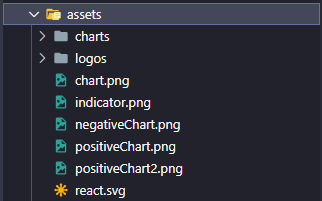 assets
charts
logos
chart.png
indicator.png
negativeChart.png
positiveChart.png
positiveChart2.png
react.svg